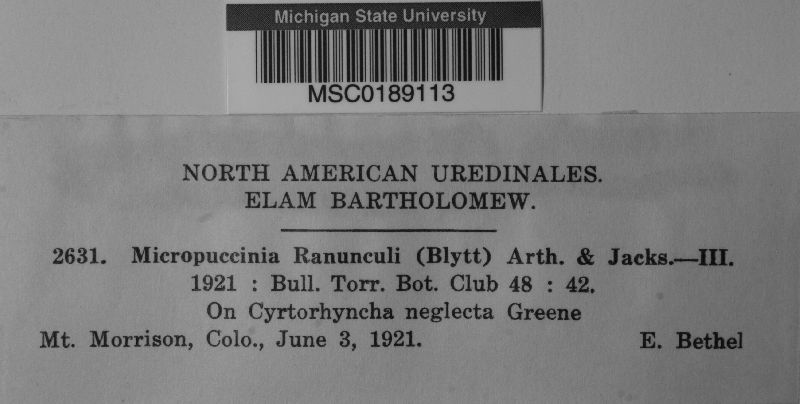 Michigan State University
MSC0189113
NORTH AMERICAN UREDINALES.
ELAM BARTHOLOMEW.
2631. Micropuccinia Ranunculi (Blytt) Arth. & Jacks.—III.
1921 : Bull. Torr. Bot. Club 48 : 42.
On Cyrtorhyncha neglecta Greene
Mt. Morrison, Colo., June 3, 1921. E. Bethel